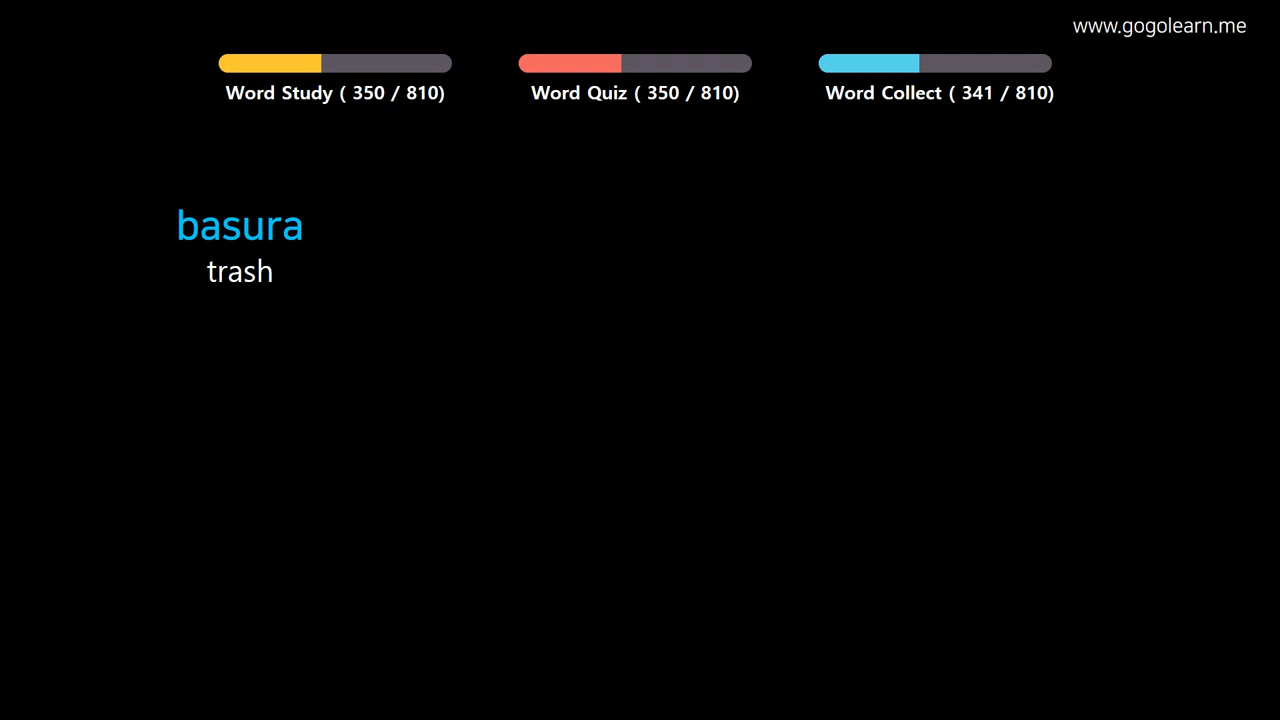 www.gogolearn.me
Word Study ( 350 / 810)
Word Quiz ( 350 / 810)
Word Collect ( 341 / 810)
basura
trash